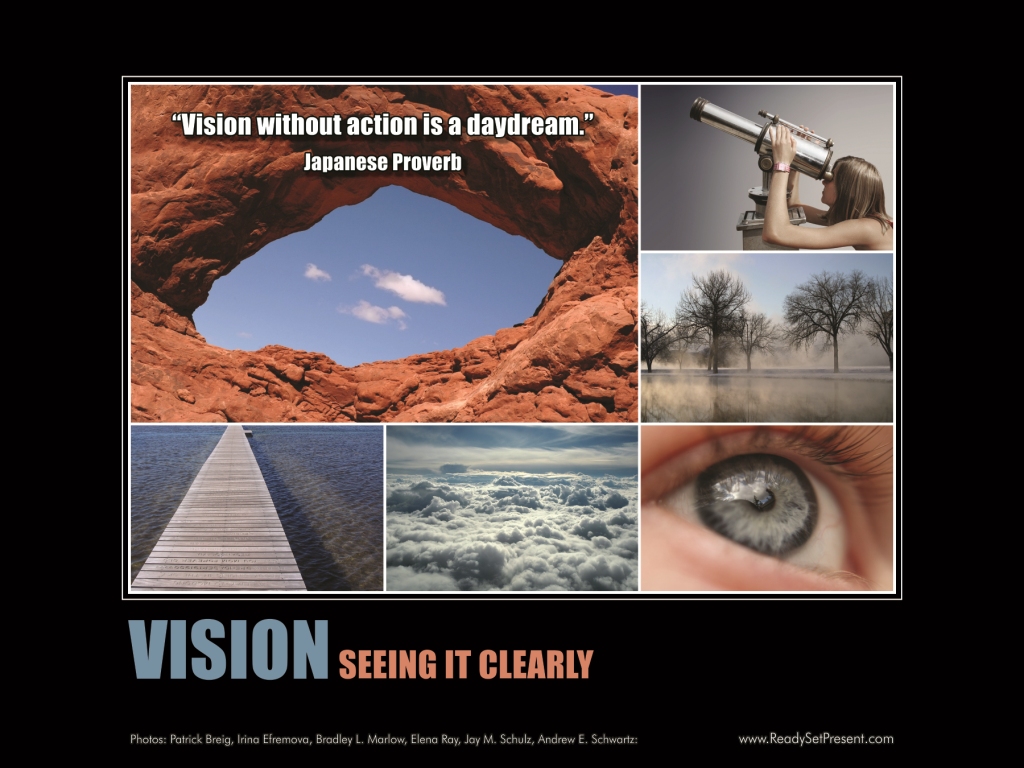 “Vision without action is a daydream.”
Japanese Proverb
VISION SEEING IT CLEARLY
Photos: Patrick Breig, Irina Efremova, Bradley L. Marlow, Elena Ray, Jay M. Schulz, Andrew E. Schwartz:
www.ReadySetPresent.com